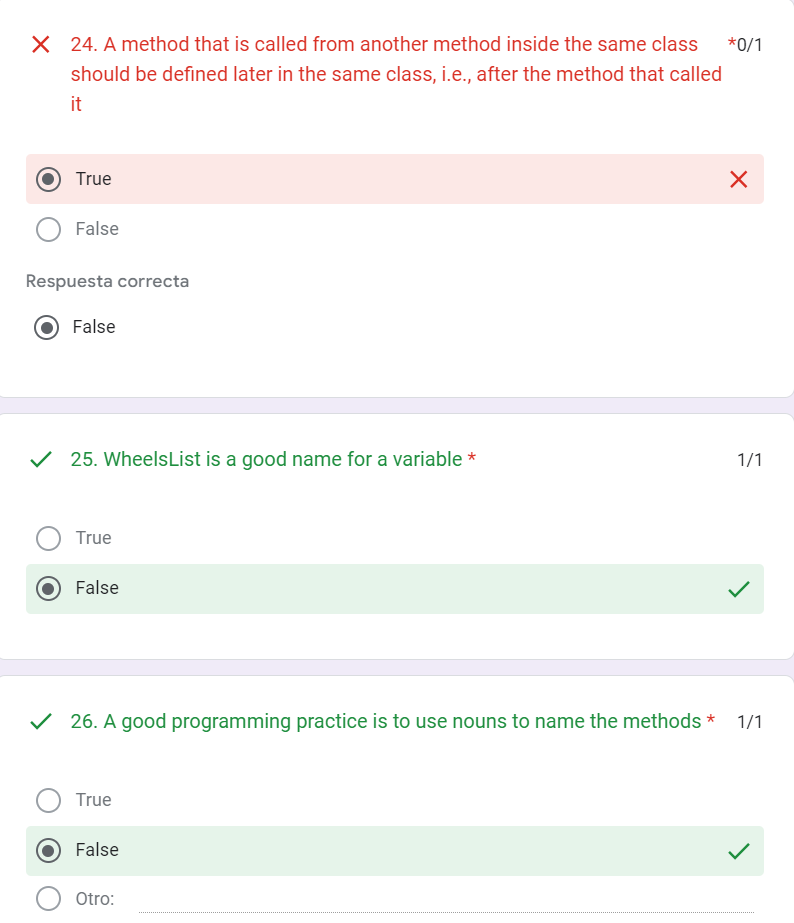 24. A method that is called from another method inside the same class *0/1
should be defined later in the same class, i.e., after the method that called
it
True
False
Respuesta correcta
False
25. WheelsList is a good name for a variable * 1/1
True
False
26. A good programming practice is to use nouns to name the methods * 1/1
True
False
Otro: